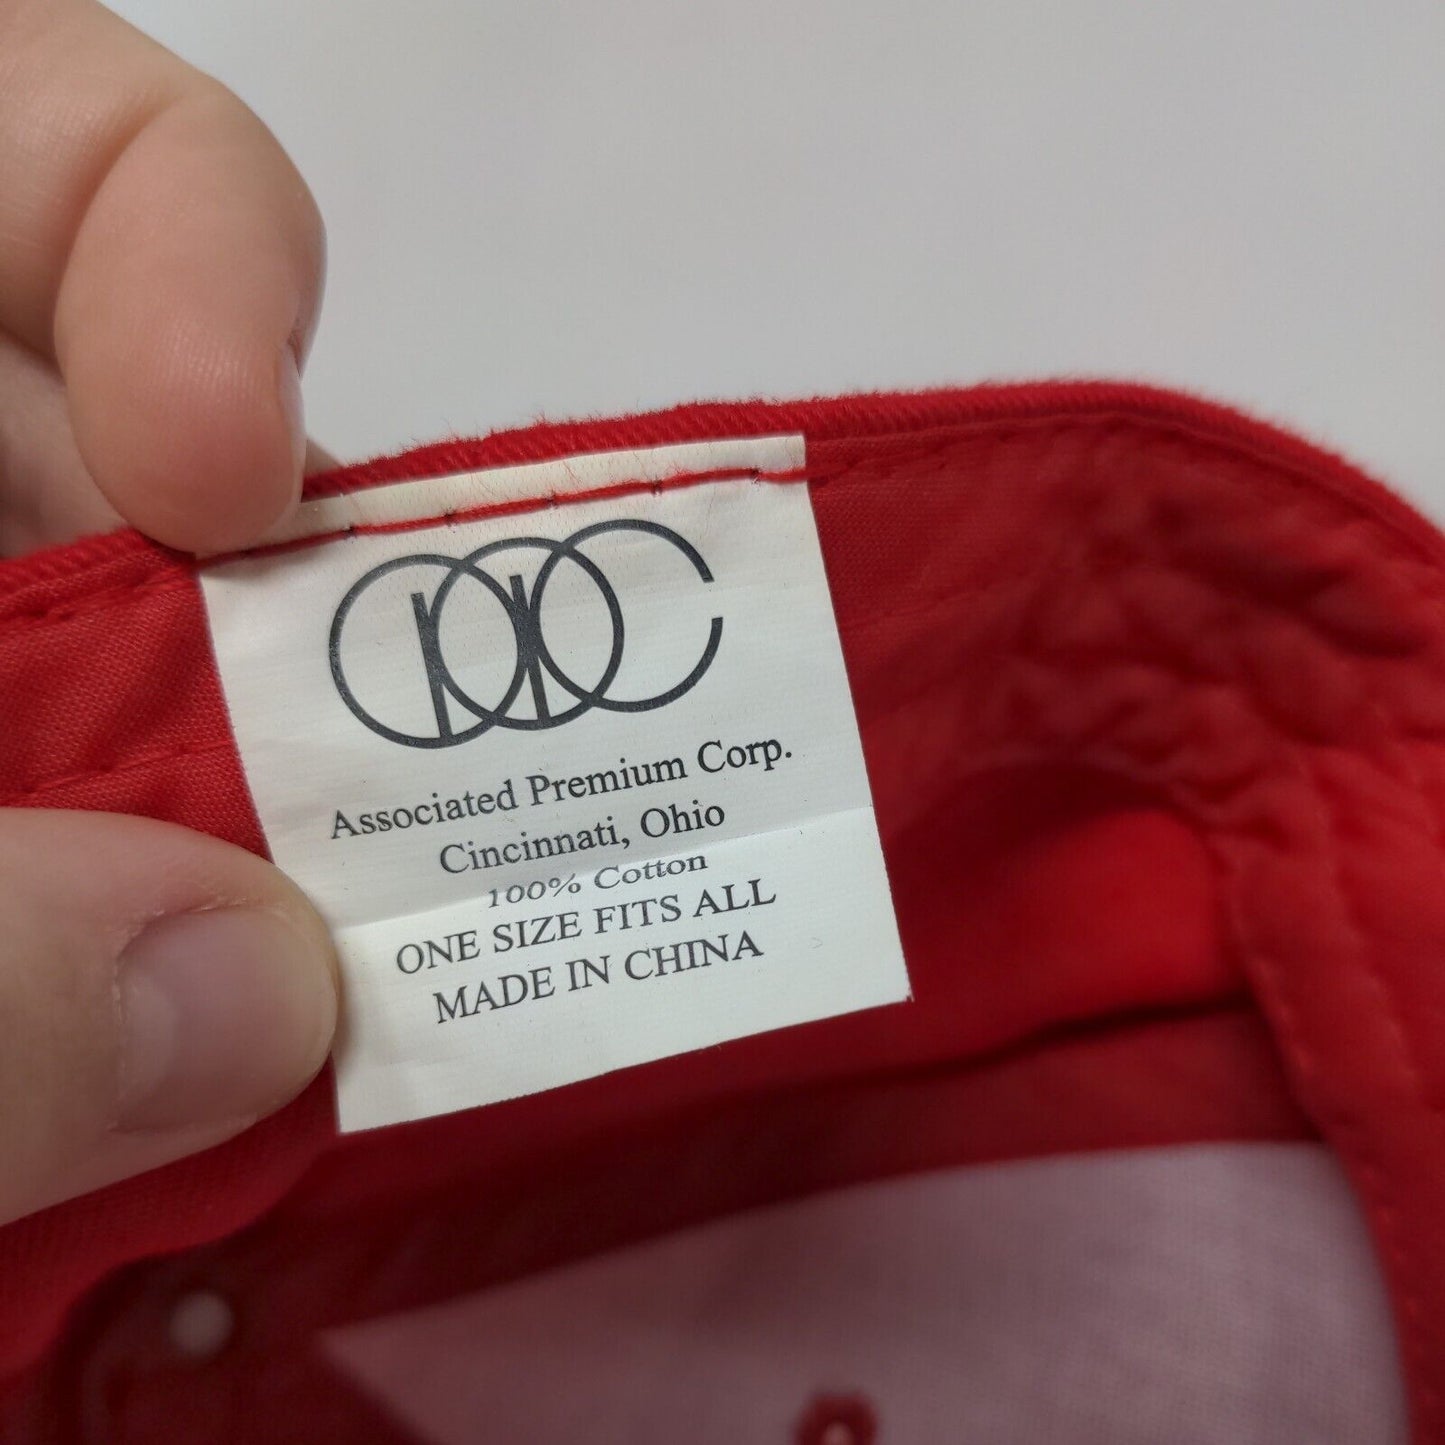 Associated Premium Corp.
Cincinnati, Ohio
100% Cotton
ONE SIZE FITS ALL
MADE IN CHINA